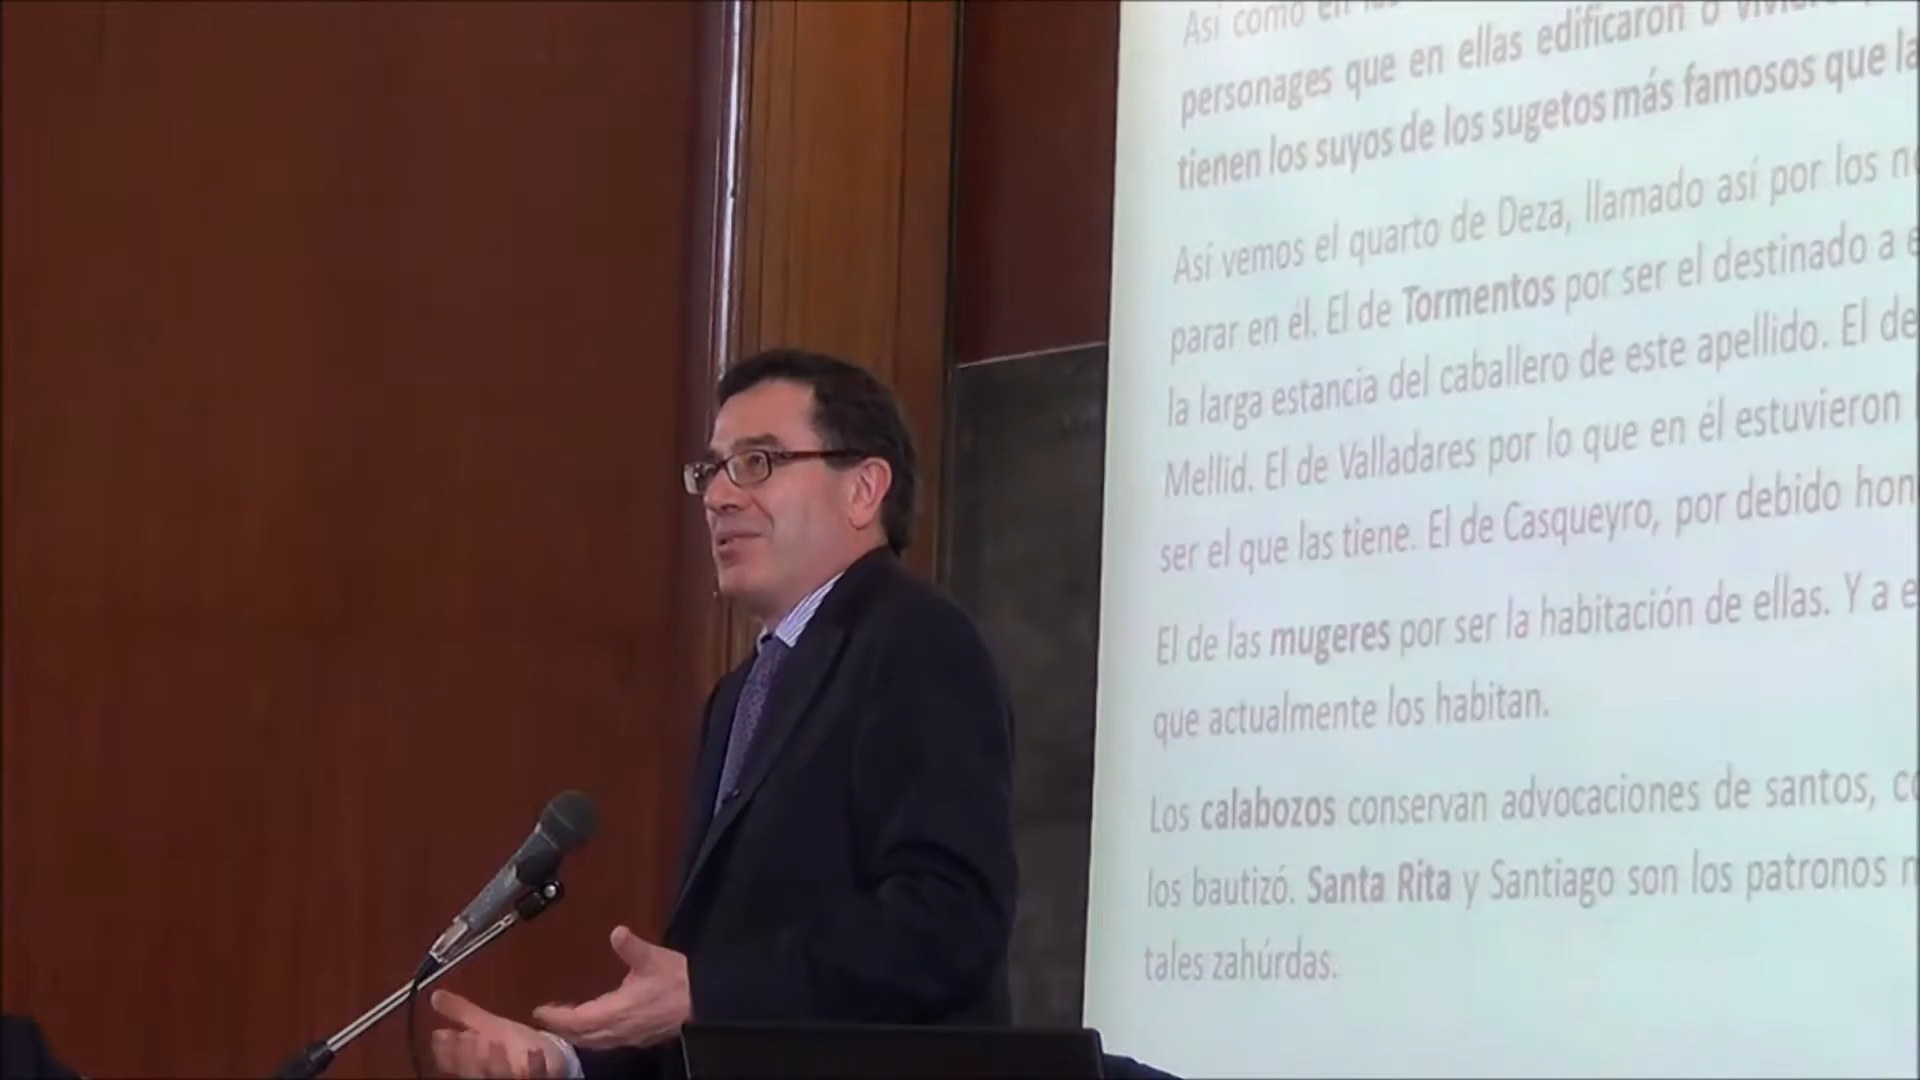 Así como en
personages que en ellas edificaron o
tienen los suyos de los sugetos más famosos que la
Así vemos el quarto de Deza, llamado así por los
parar en él. El de Tormentos por ser el destinado a
la larga estancia del caballero de este apellido. El de
Mellid. El de Valladares por lo que en él estuvieron
ser el que las tiene. El de Casqueyro, por debido
El de las mugeres por ser la habitación de ellas. Y a
que actualmente los habitan.
Los calabozos conservan advocaciones de santos,
los bautizó. Santa Rita y Santiago son los patronos
tales zahúrdas.